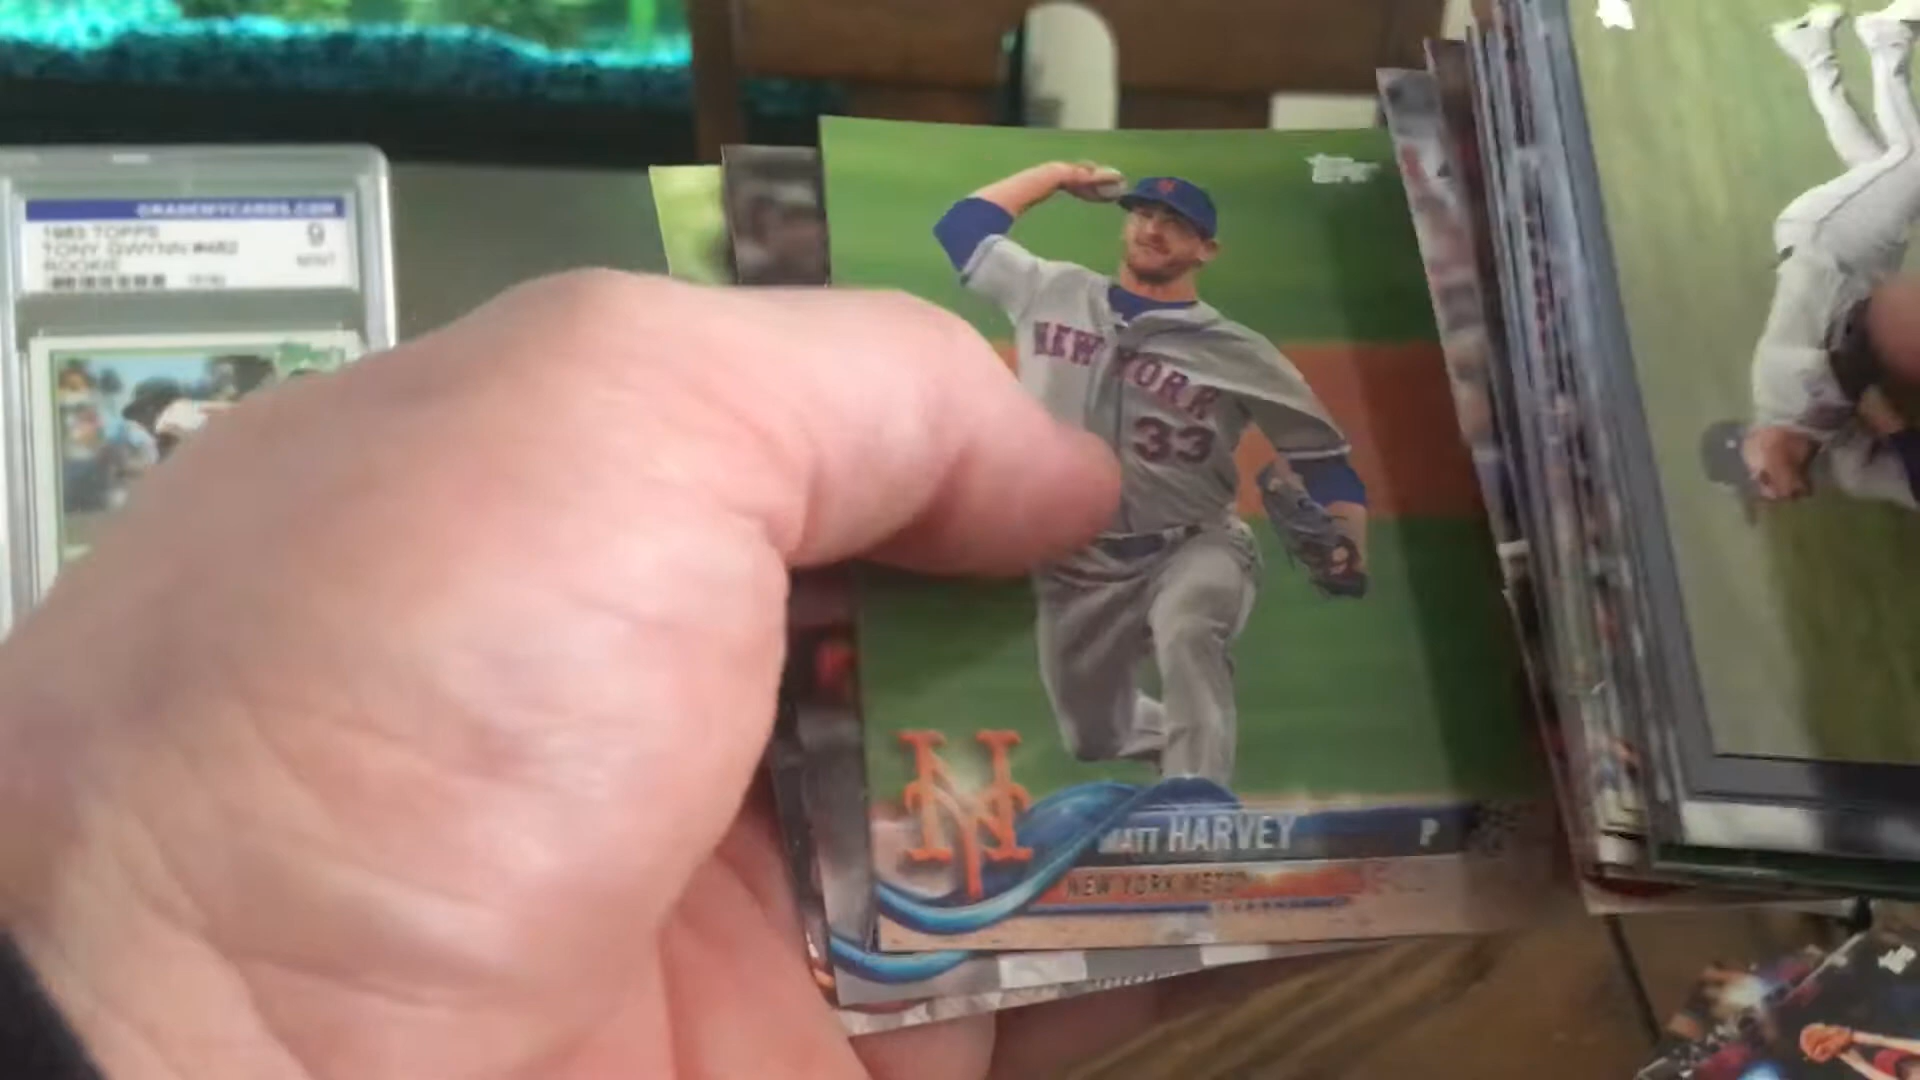 GRADEMYCARDS.COM
1983 TOPPS 9
TONY GWYNN #482 MINT
ROOKIE
TOPPS
NEW YORK
33
MATT HARVEY P
NEW YORK METS